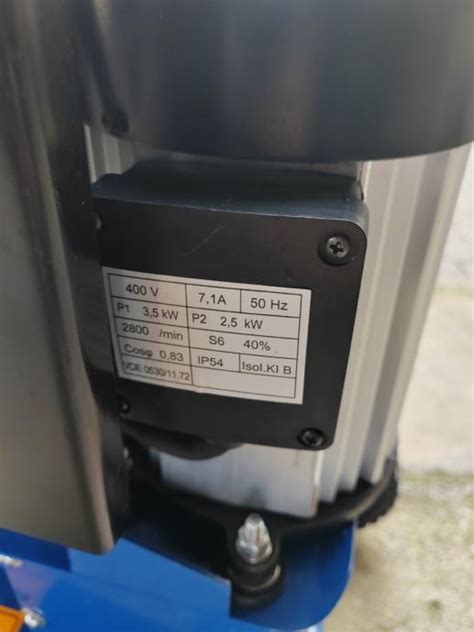 400 V 7,1A 50 Hz
P1 3,5 kW P2 2,5 kW
2800 /min S6 40%
Cosφ 0,83 IP54 Isol.Kl B
VDE 0530/11.72